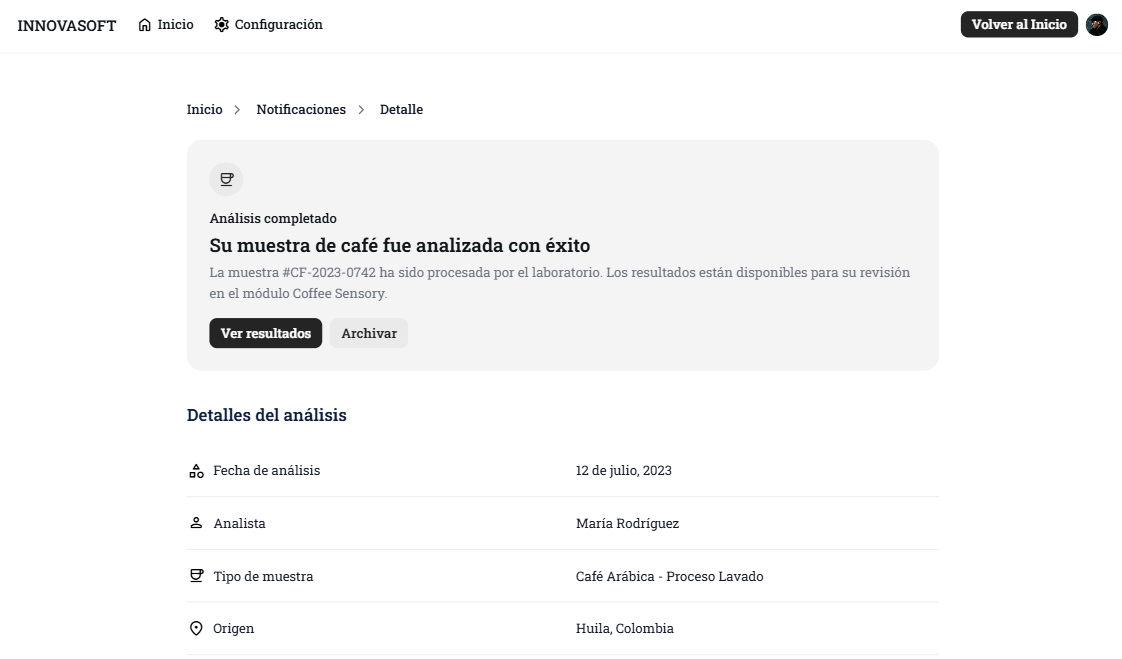 INNOVASOFT Inicio Configuración Volver al Inicio
Inicio Notificaciones Detalle
Análisis completado
Su muestra de café fue analizada con éxito
La muestra #CF-2023-0742 ha sido procesada por el laboratorio. Los resultados están disponibles para su revisión
en el módulo Coffee Sensory.
Ver resultados Archivar
Detalles del análisis
Fecha de análisis 12 de julio, 2023
Analista María Rodríguez
Tipo de muestra Café Arábica - Proceso Lavado
Origen Huila, Colombia